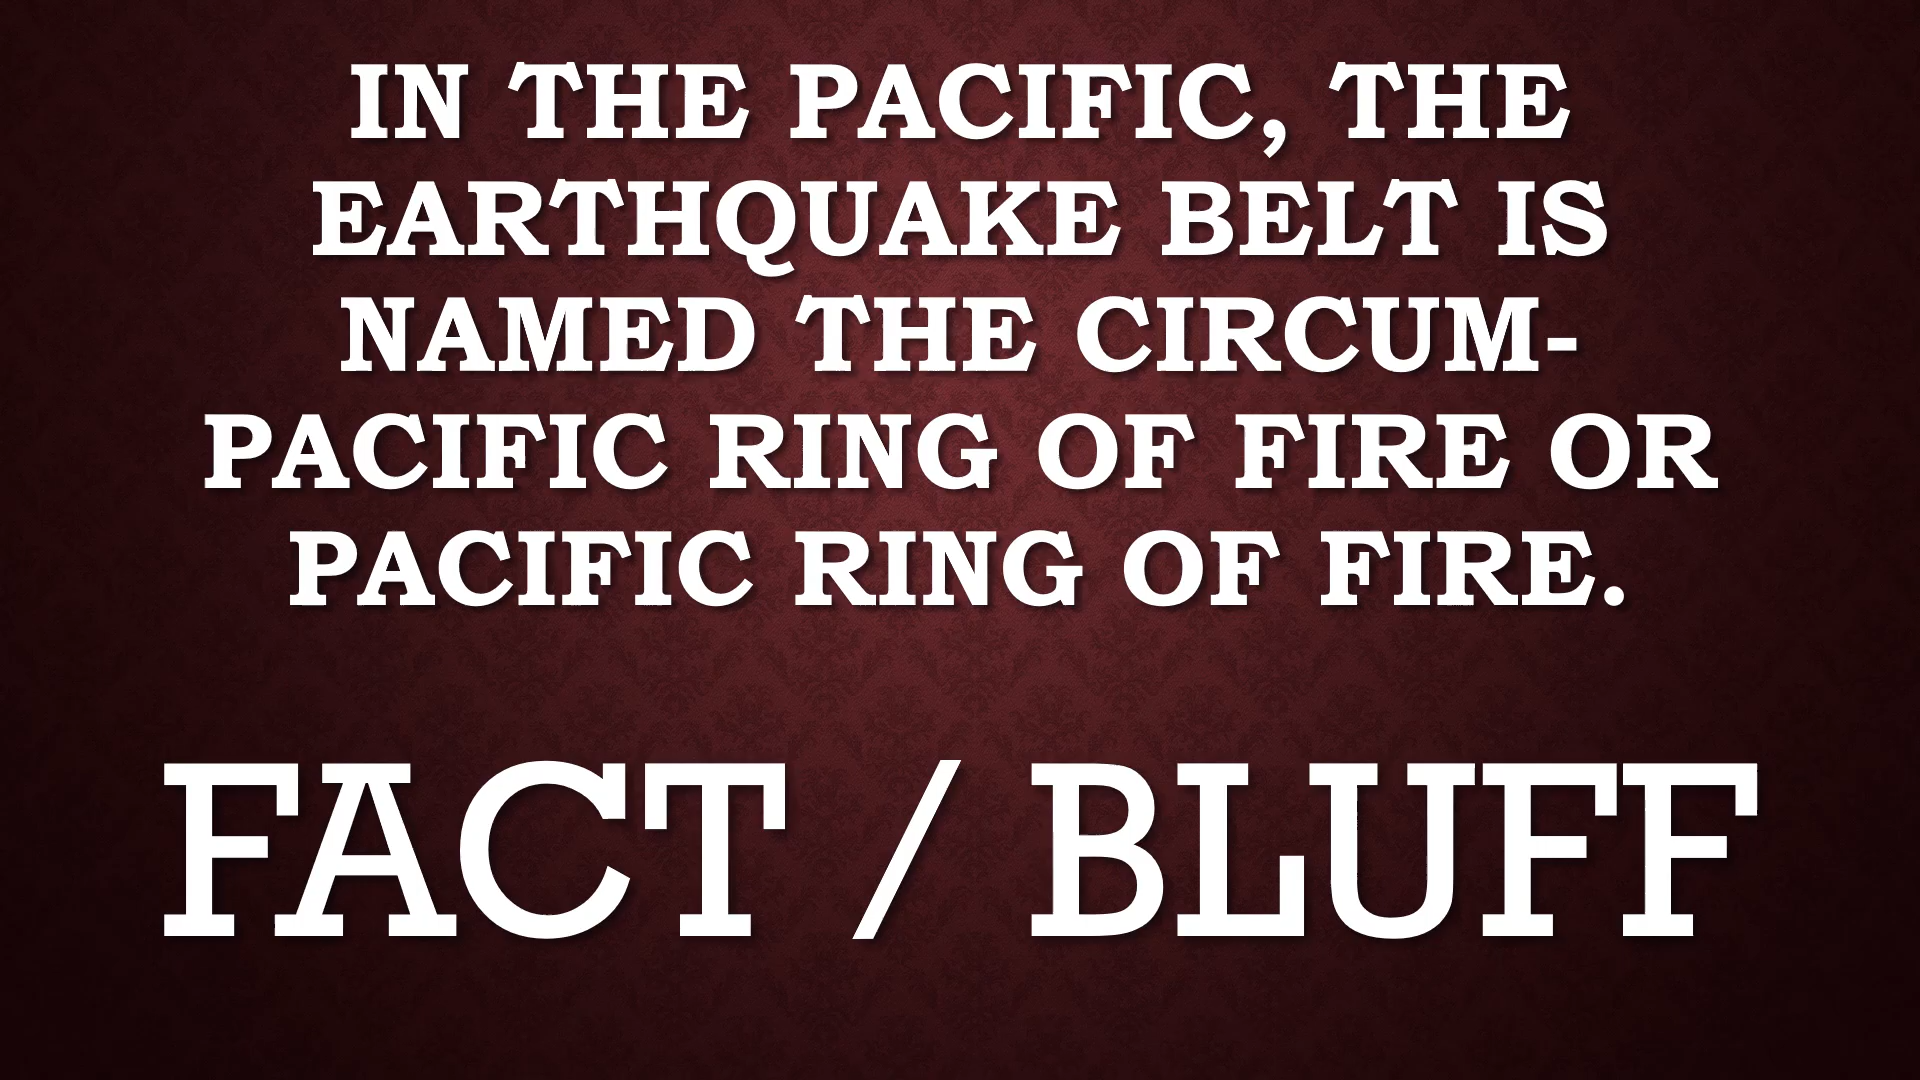 IN THE PACIFIC, THE
EARTHQUAKE BELT IS
NAMED THE CIRCUM-
PACIFIC RING OF FIRE OR
PACIFIC RING OF FIRE.
FACT / BLUFF